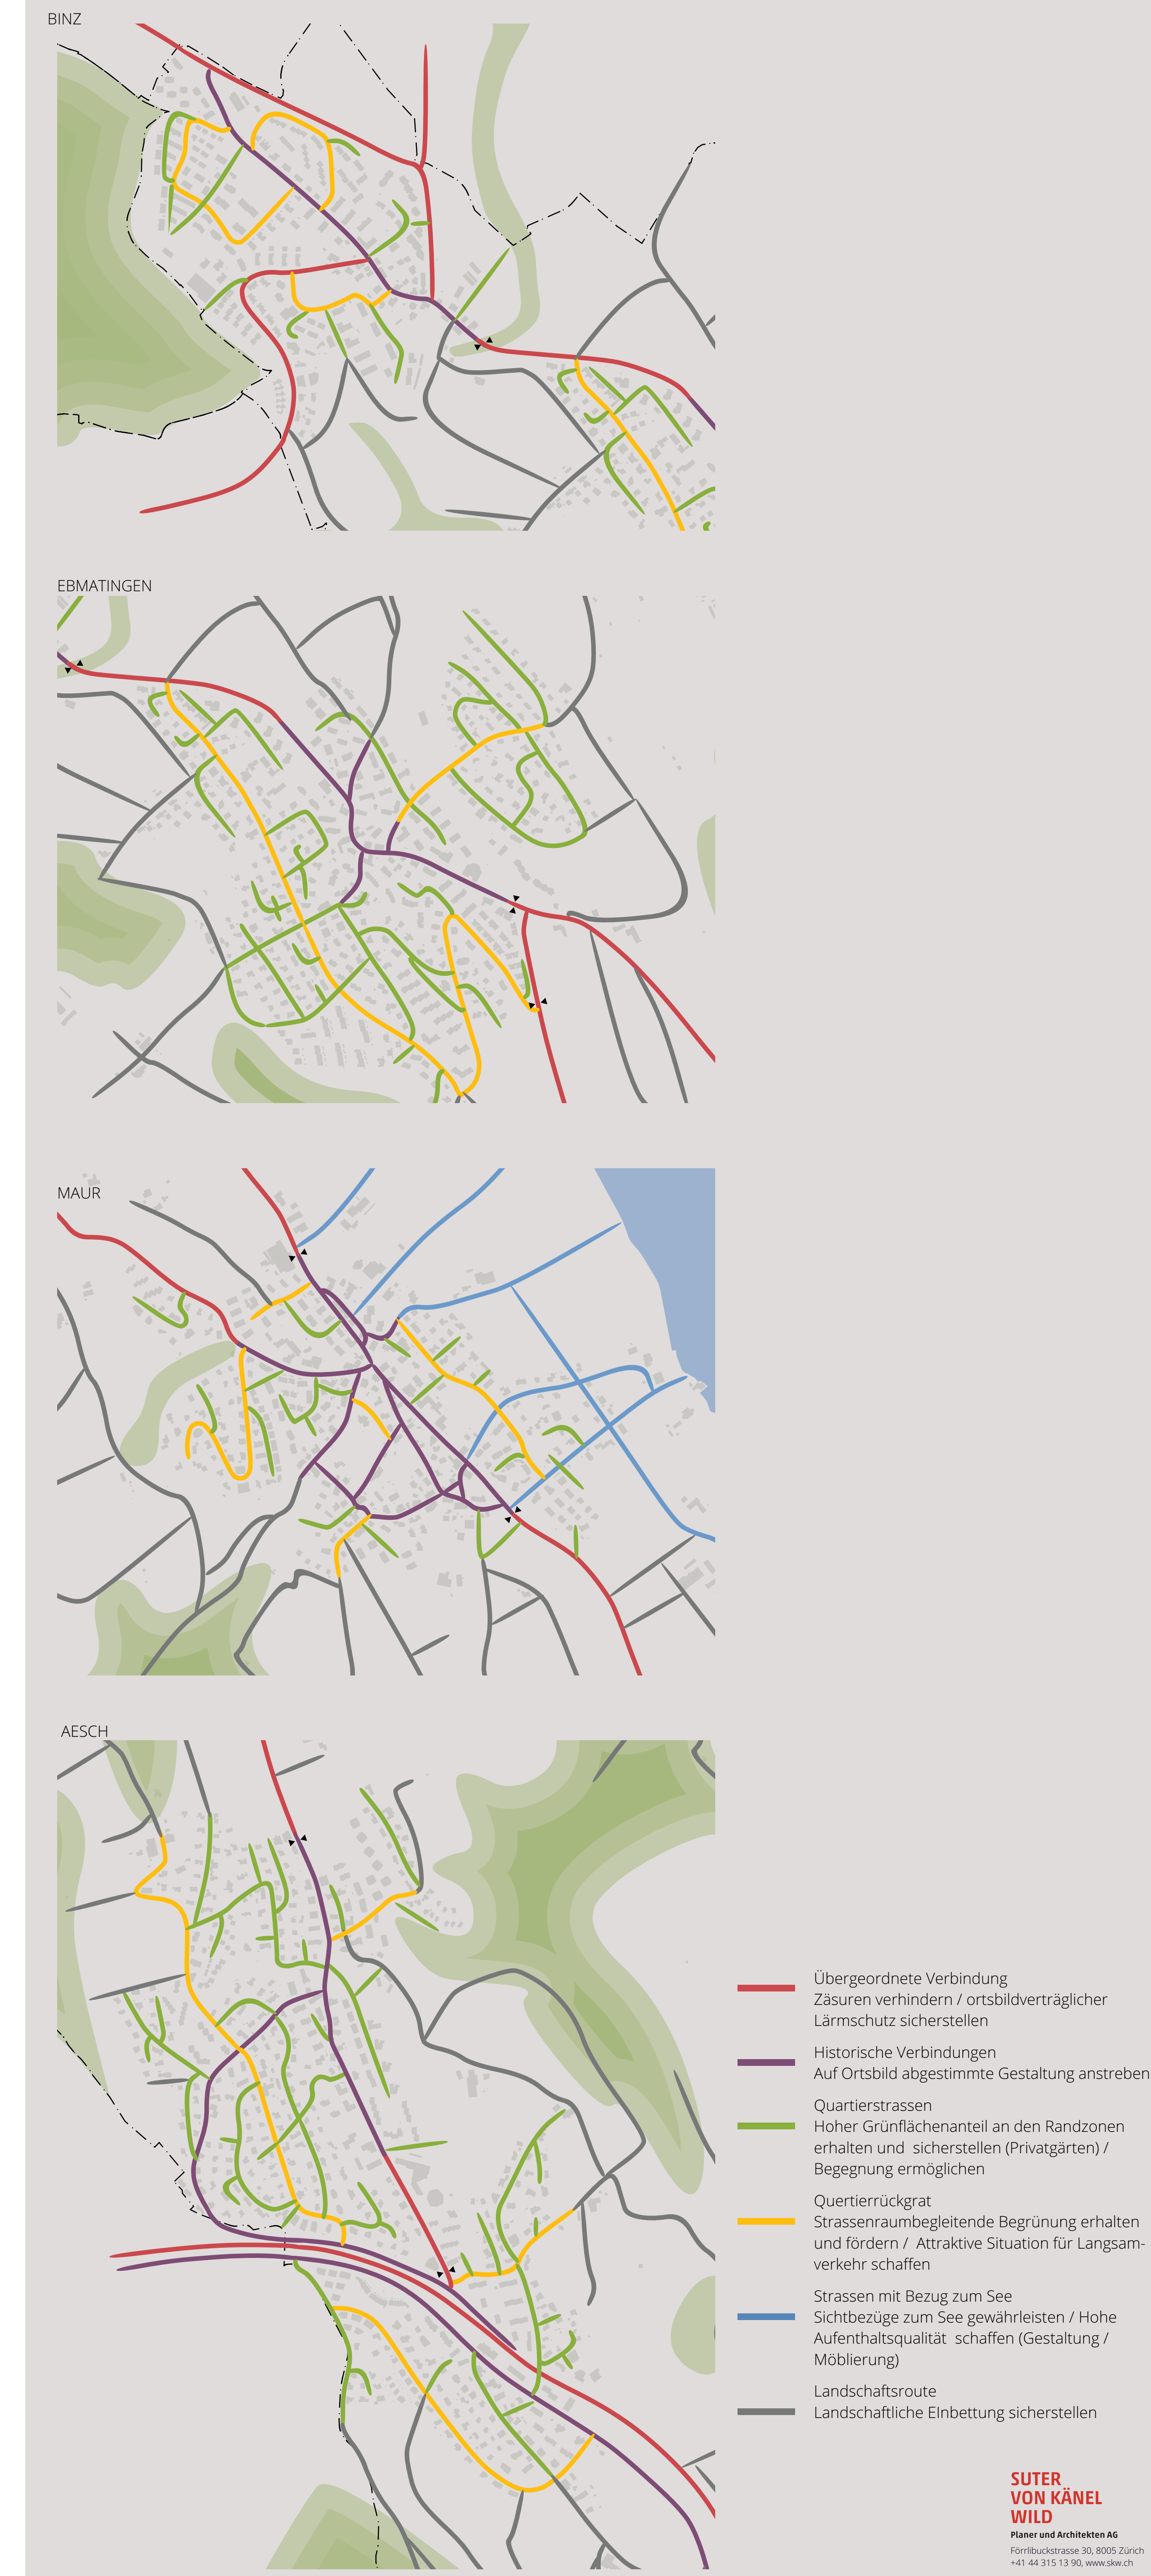 BINZ
EBMATINGEN
MAUR
AESCH
Übergeordnete Verbindung
Zäsuren verhindern / ortsbildverträglicher
Lärmschutz sicherstellen
Historische Verbindungen
Auf Ortsbild abgestimmte Gestaltung anstreben
Quartierstrassen
Hoher Grünflächenanteil an den Randzonen
erhalten und sicherstellen (Privatgärten) /
Begegnung ermöglichen
Quertierrückgrat
Strassenraumbegleitende Begrünung erhalten
und fördern / Attraktive Situation für Langsam-
verkehr schaffen
Strassen mit Bezug zum See
Sichtbezüge zum See gewährleisten / Hohe
Aufenthaltsqualität schaffen (Gestaltung /
Möblierung)
Landschaftsroute
Landschaftliche EInbettung sicherstellen
SUTER
VON KÄNEL
WILD
Planer und Architekten AG
Förrlibuckstrasse 30, 8005 Zürich
+41 44 315 13 90, www.skw.ch